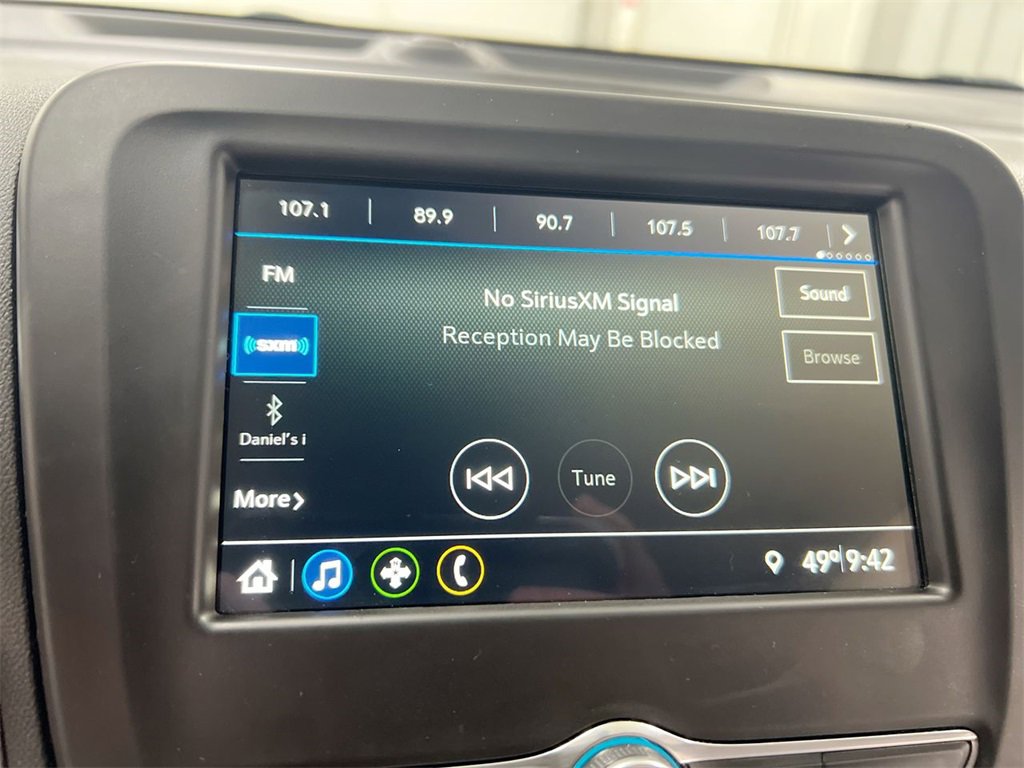 107.1 89.9 90.7 107.5 107.7
FM
No SiriusXM Signal
Sound
((sxm))
Reception May Be Blocked
Browse
Daniel's i
More
Tune
49° 9:42